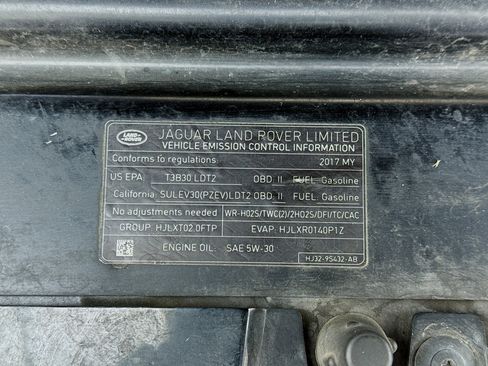 LAND
ROVER
JAGUAR LAND ROVER LIMITED
VEHICLE EMISSION CONTROL INFORMATION
Conforms to regulations 2017 MY
US EPA T3B30 LDT2 OBD: II FUEL: Gasoline
California: SULEV30(PZEV)LDT2 OBD: II FUEL: Gasoline
No adjustments needed WR-HO2S/TWC(2)/2HO2S/DFI/TC/CAC
GROUP: HJLXT02.0FTP EVAP: HJLXR0140P1Z
ENGINE OIL: SAE 5W-30
HJ32-9S432-AB